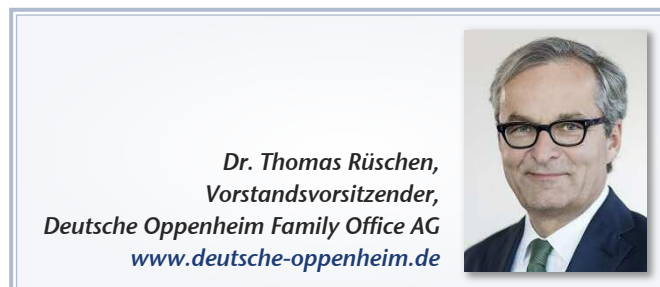 Dr. Thomas Rüschen,
Vorstandsvorsitzender,
Deutsche Oppenheim Family Office AG
www.deutsche-oppenheim.de